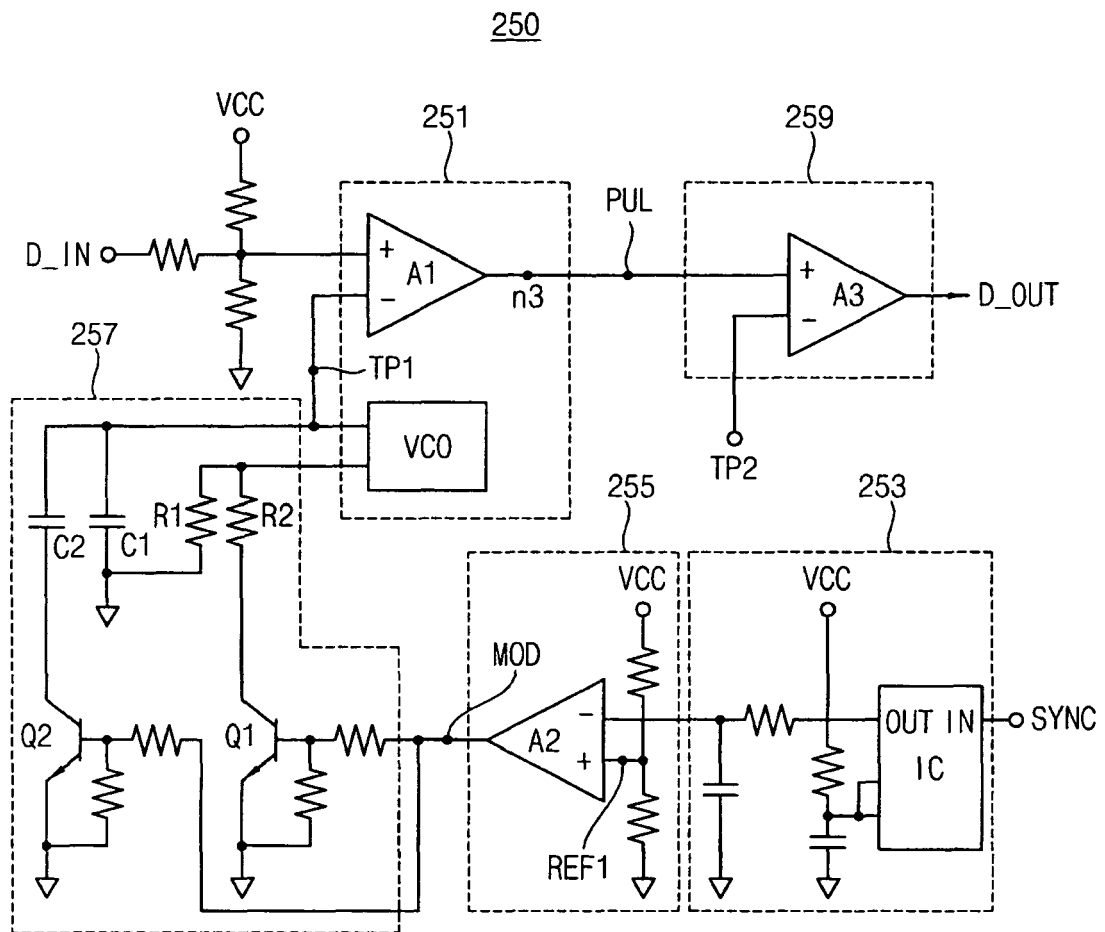 250
VCC
251
259
PUL
D_IN
+
A1
-
n3
+
A3
-
D_OUT
257
TP1
VCO
TP2
R1
R2
C2
C1
255
253
VCC
VCC
MOD
Q2
Q1
-
A2
+
OUT IN
IC
SYNC
REF1